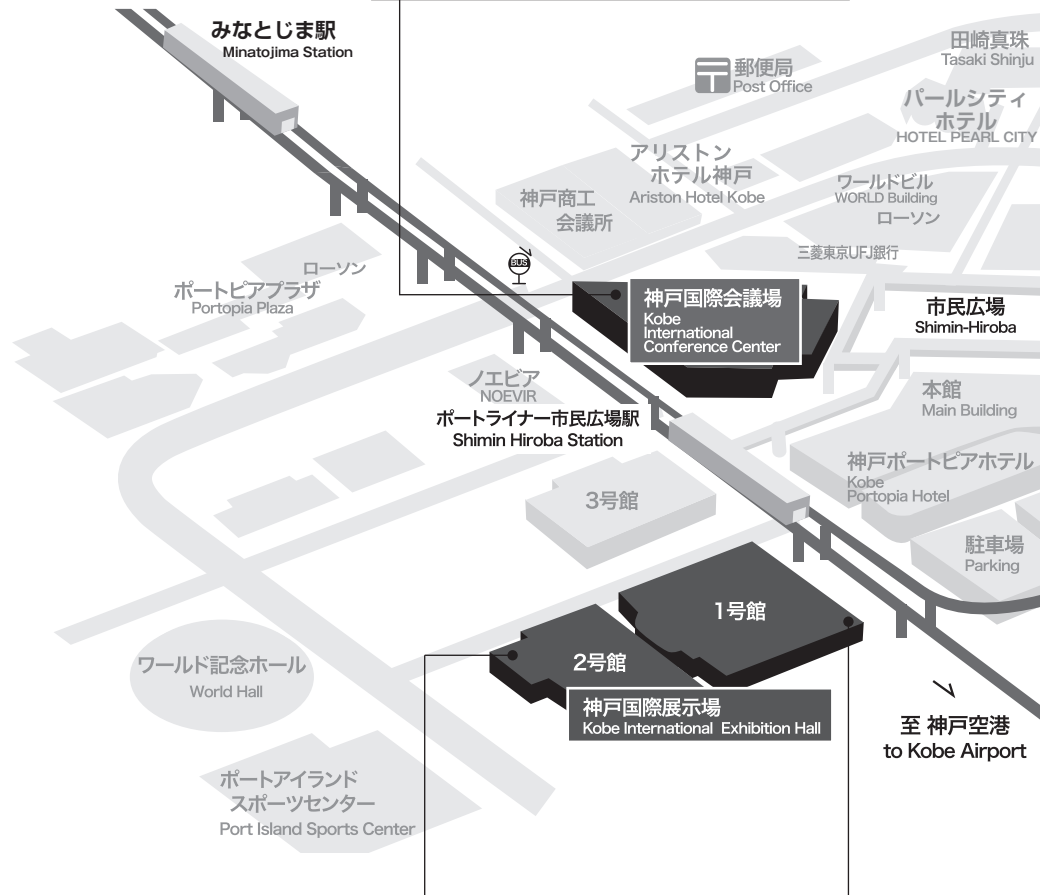 みなとじま駅
Minatojima Station
郵便局
Post Office
田崎真珠
Tasaki Shinju
パールシティ
ホテル
HOTEL PEARL CITY
アリストン
ホテル神戸
Ariston Hotel Kobe
神戸商工
会議所
ワールドビル
WORLD Building
ローソン
三菱東京UFJ銀行
ローソン
ポートピアプラザ
Portopia Plaza
BUS
神戸国際会議場
Kobe
International
Conference Center
市民広場
Shimin-Hiroba
ノエビア
NOEVIR
ポートライナー市民広場駅
Shimin Hiroba Station
本館
Main Building
神戸ポートピアホテル
Kobe
Portopia Hotel
3号館
駐車場
Parking
1号館
2号館
神戸国際展示場
Kobe International Exhibition Hall
ワールド記念ホール
World Hall
至 神戸空港
to Kobe Airport
ポートアイランド
スポーツセンター
Port Island Sports Center